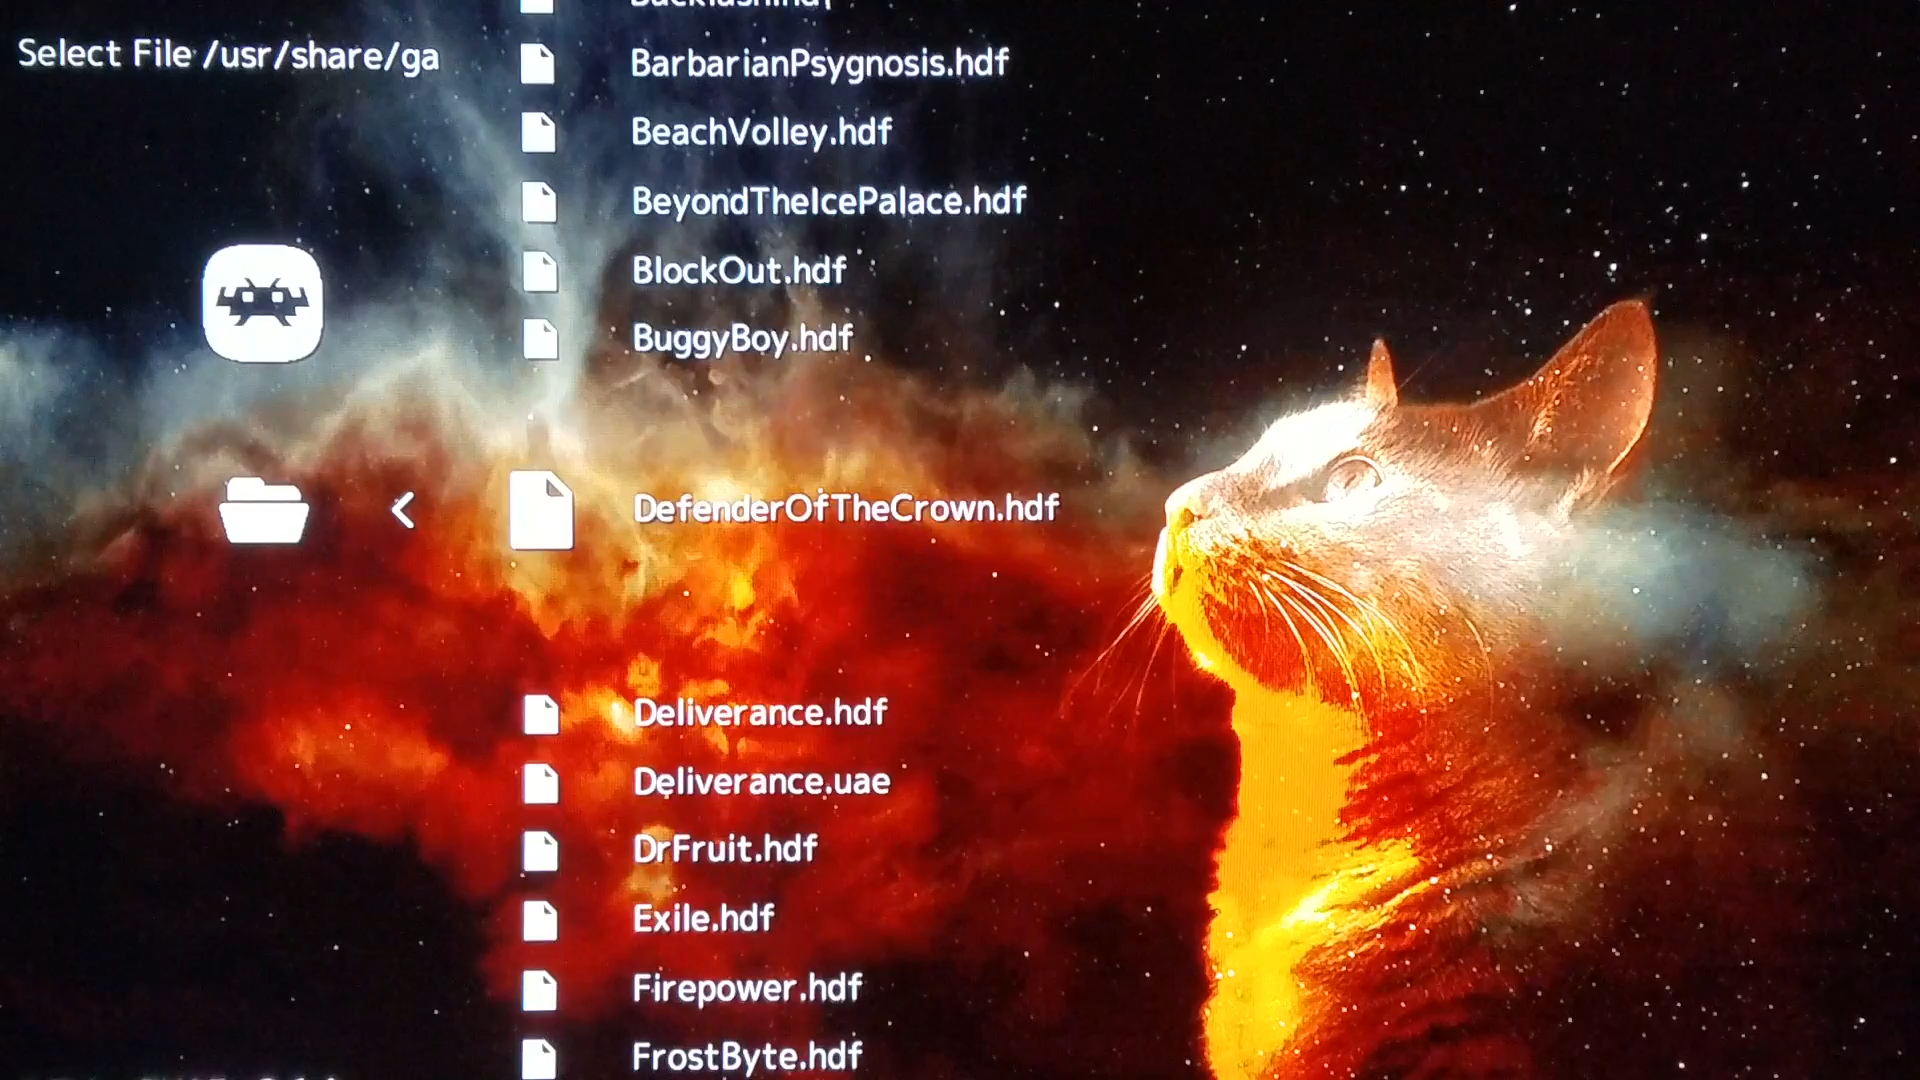 Select File /usr/share/ga
BarbarianPsygnosis.hdf
BeachVolley.hdf
BeyondTheIcePalace.hdf
BlockOut.hdf
BuggyBoy.hdf
DefenderOfTheCrown.hdf
Deliverance.hdf
Deliverance.uae
DrFruit.hdf
Exile.hdf
Firepower.hdf
FrostByte.hdf